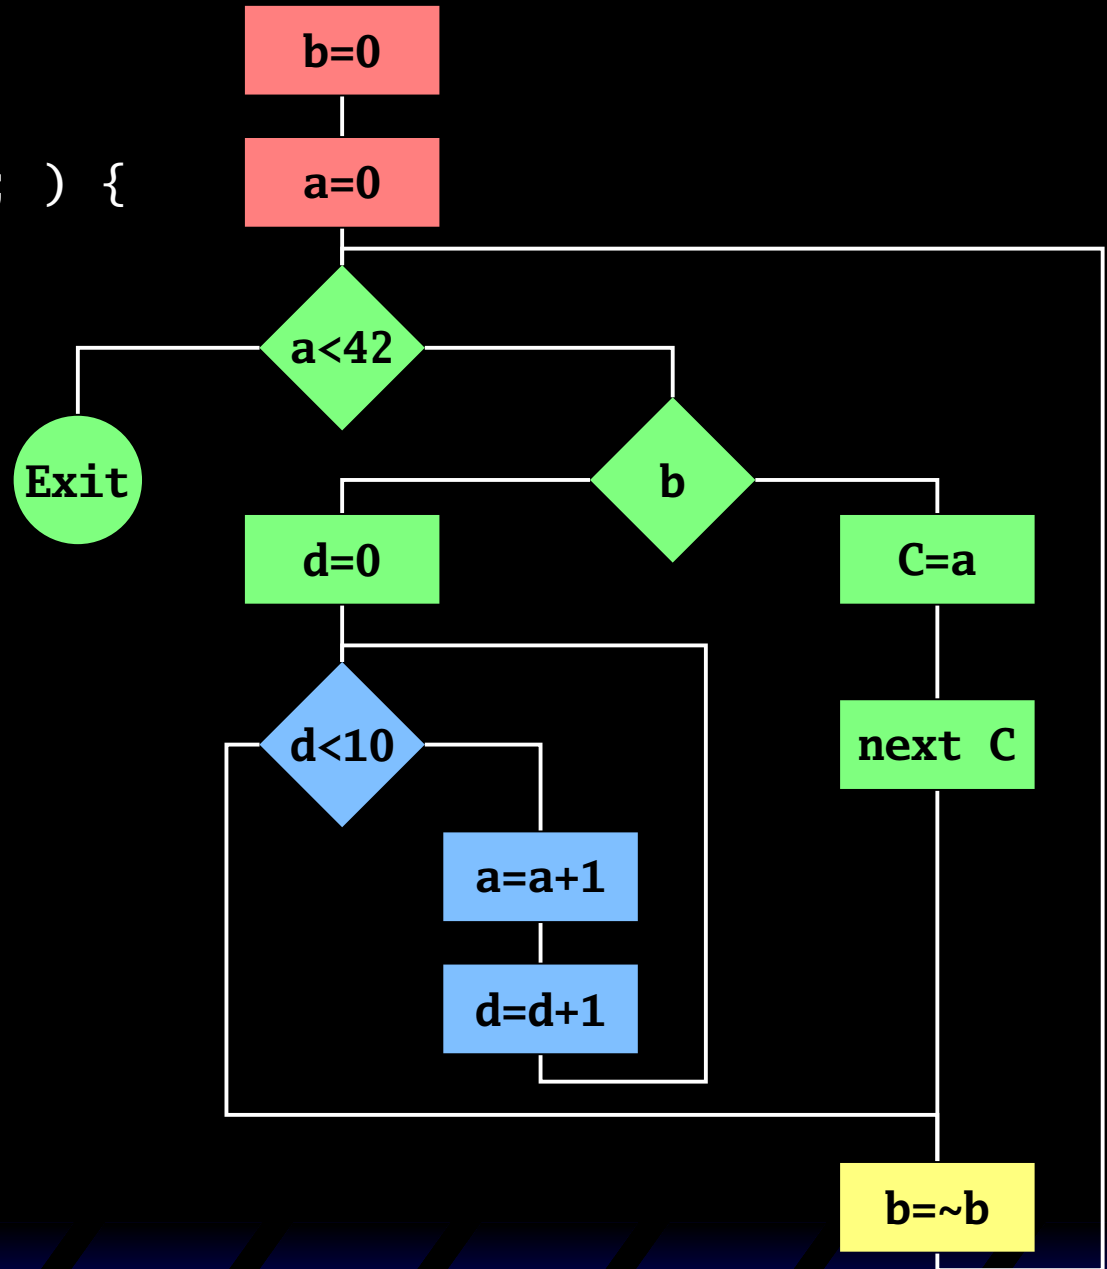 b=0
; ) {
a=0
a<42
Exit
b
d=0
C=a
d<10
next C
a=a+1
d=d+1
b=~b